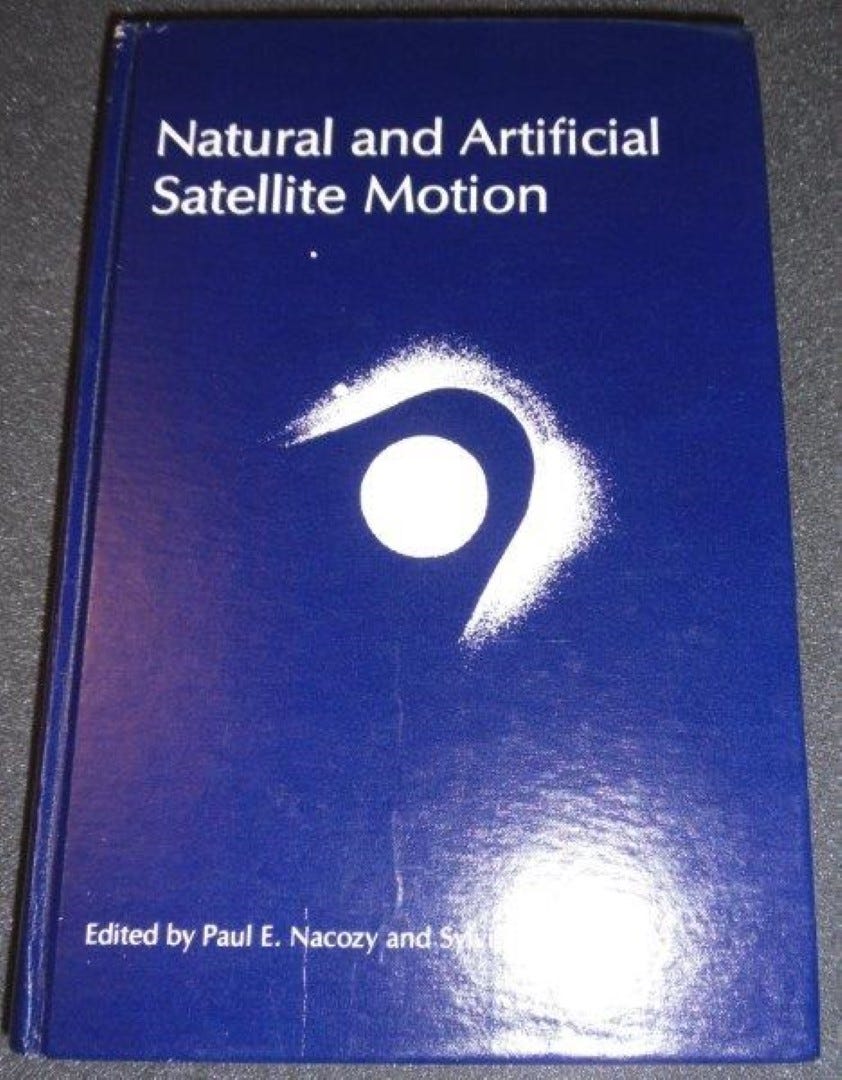 Natural and Artificial
Satellite Motion
Edited by Paul E. Nacozy and